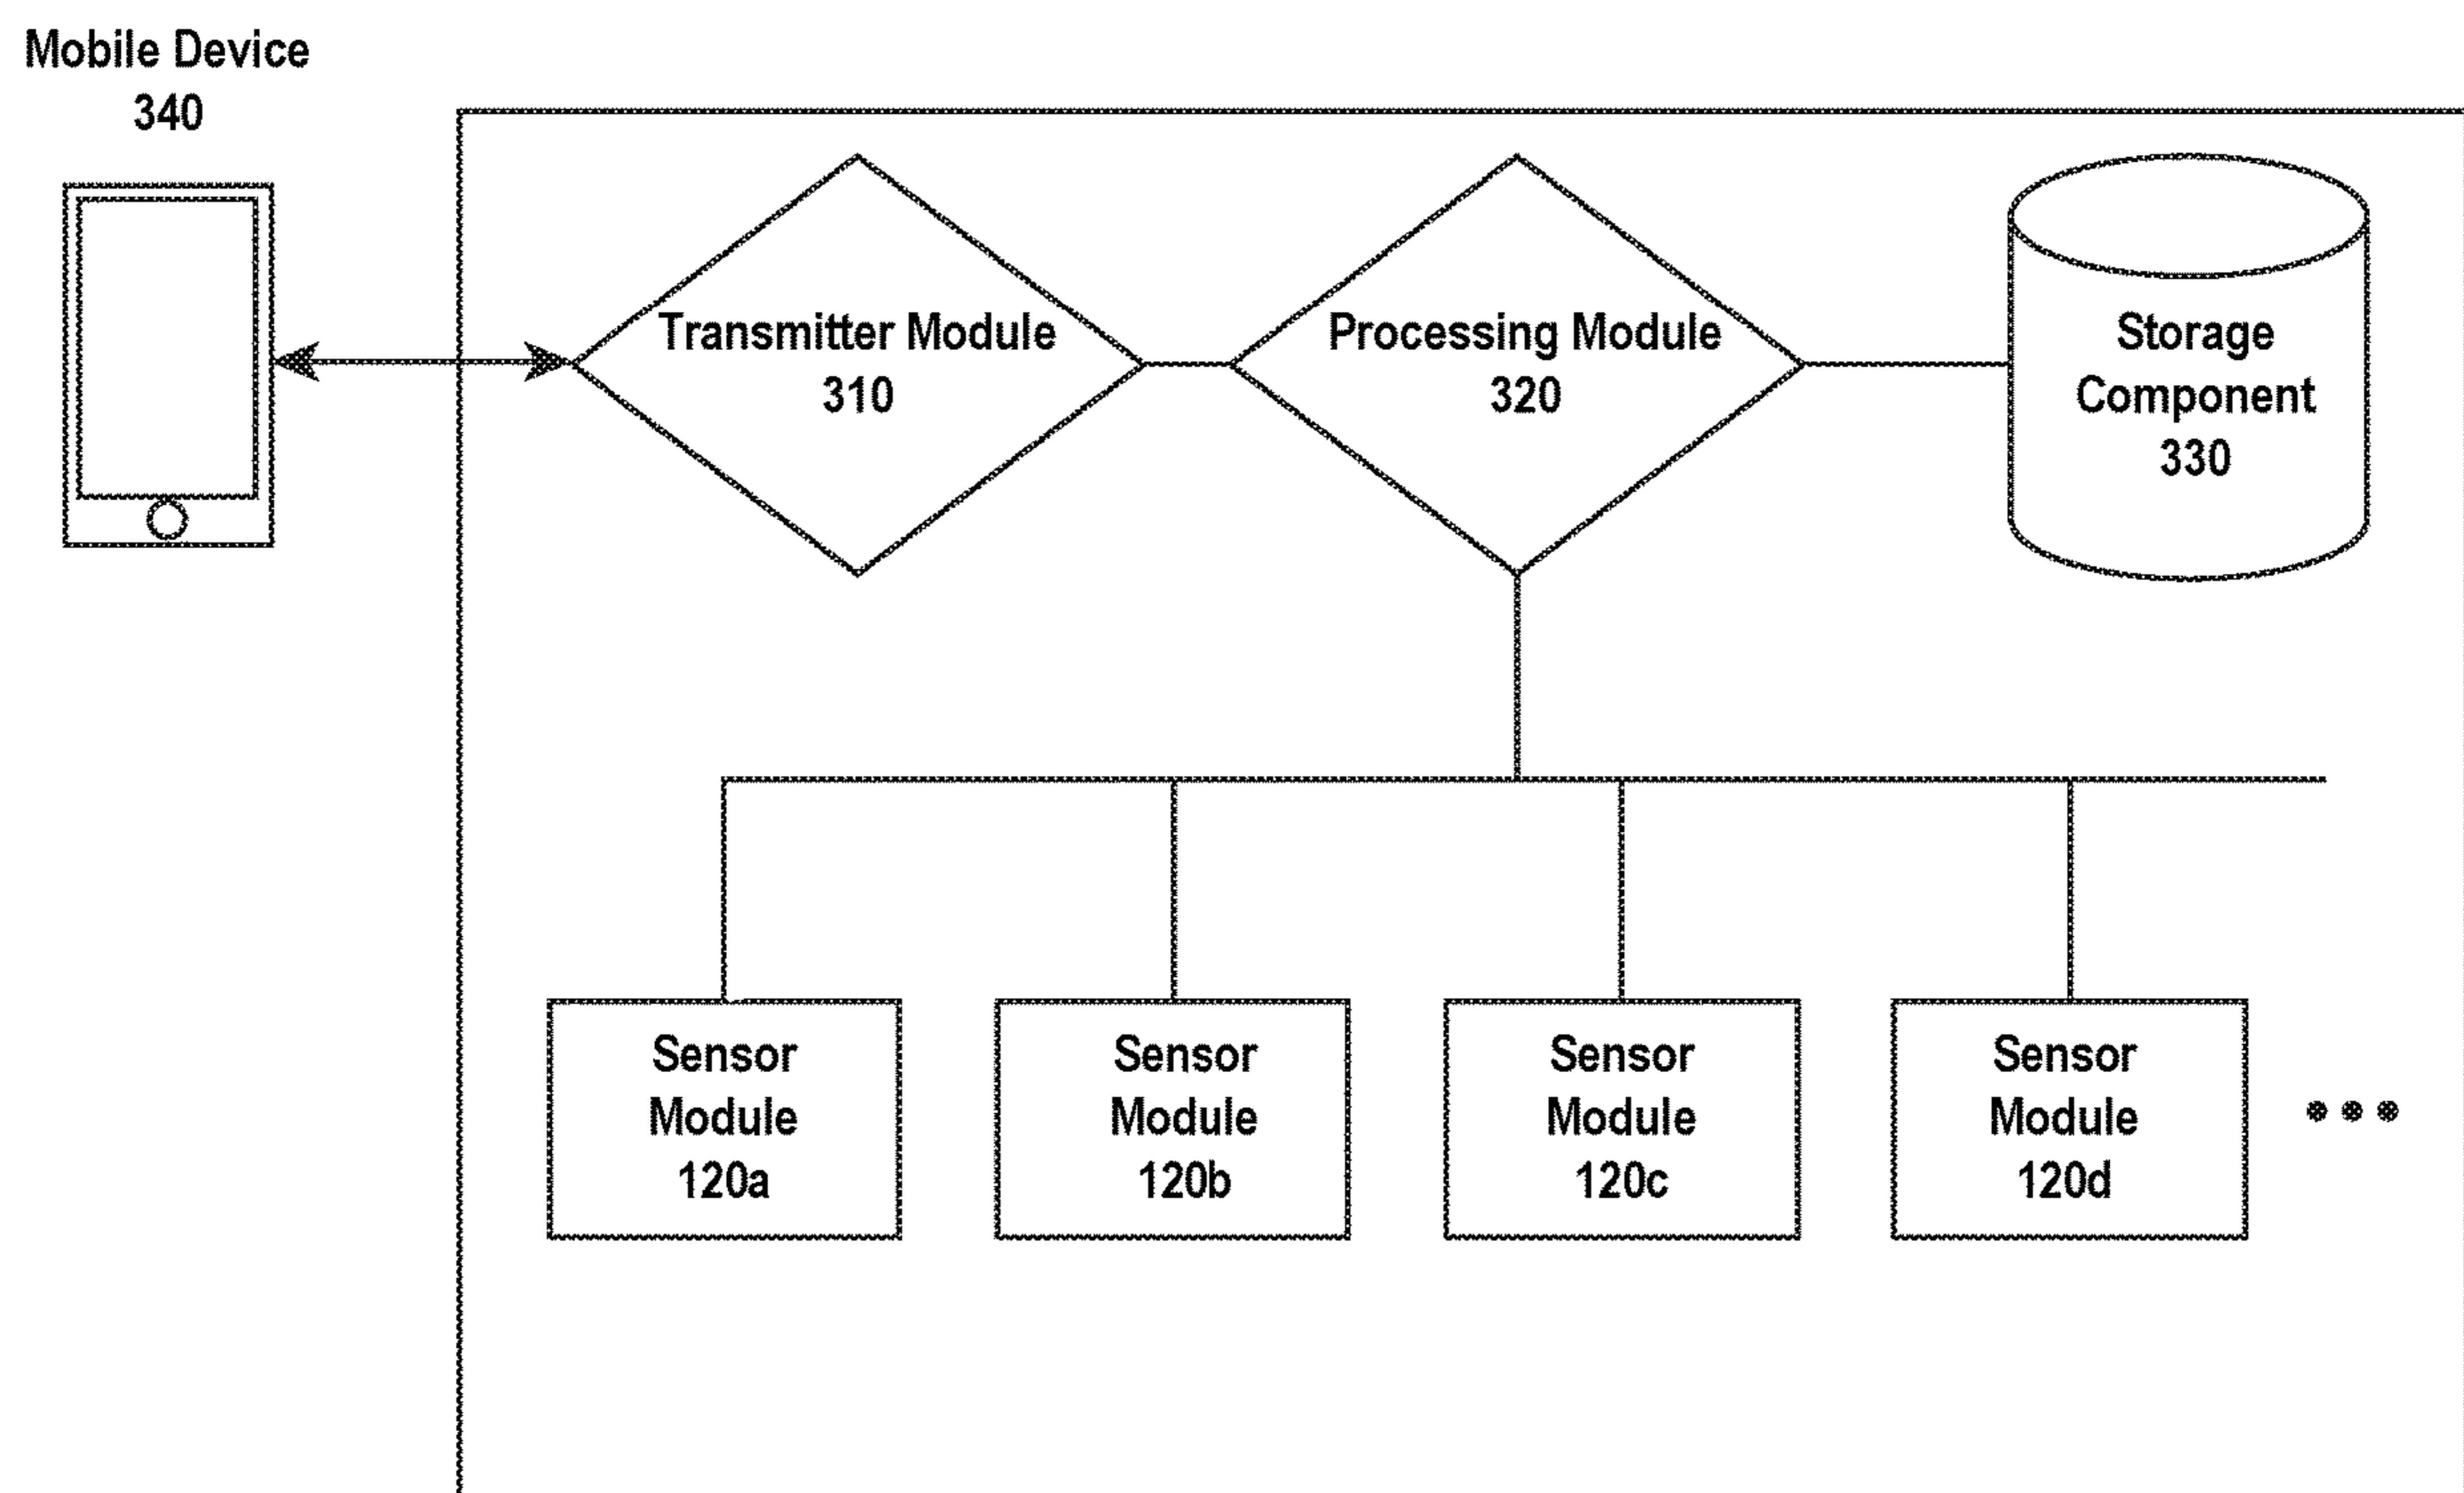 Mobile Device
340
Transmitter Module
310
Processing Module
320
Storage
Component
330
Sensor
Module
120a
Sensor
Module
120b
Sensor
Module
120c
Sensor
Module
120d